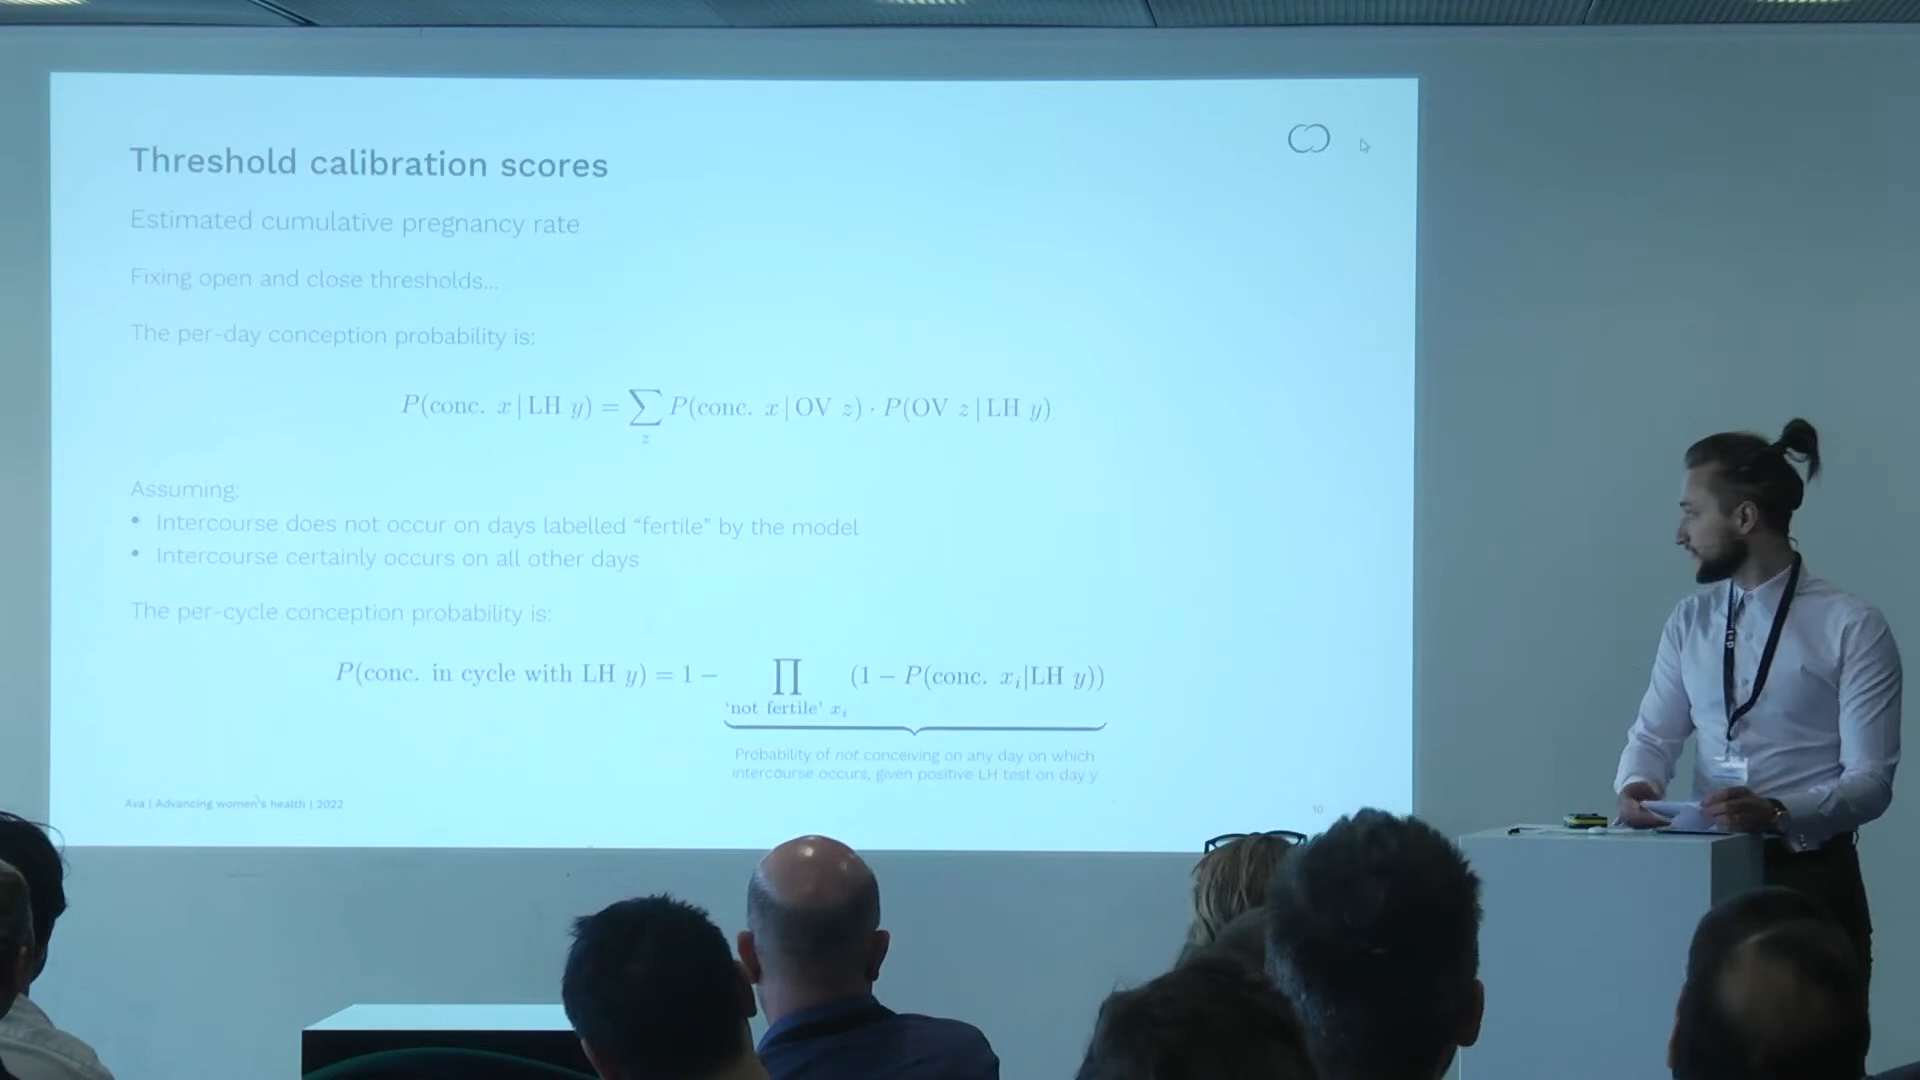 Threshold calibration scores
Estimated cumulative pregnancy rate
Fixing open and close thresholds...
The per-day conception probability is:
P(conc. x | LH y) = ∑ P(conc. x | OV z) · P(OV z | LH y)
z
Assuming:
• Intercourse does not occur on days labelled “fertile” by the model
• Intercourse certainly occurs on all other days
The per-cycle conception probability is:
P(conc. in cycle with LH y) = 1 − ∏ (1 − P(conc. xᵢ|LH y))
‘not fertile’ xᵢ
Probability of not conceiving on any day on which
intercourse occurs, given positive LH test on day y
Ava | Advancing women's health | 2022
10